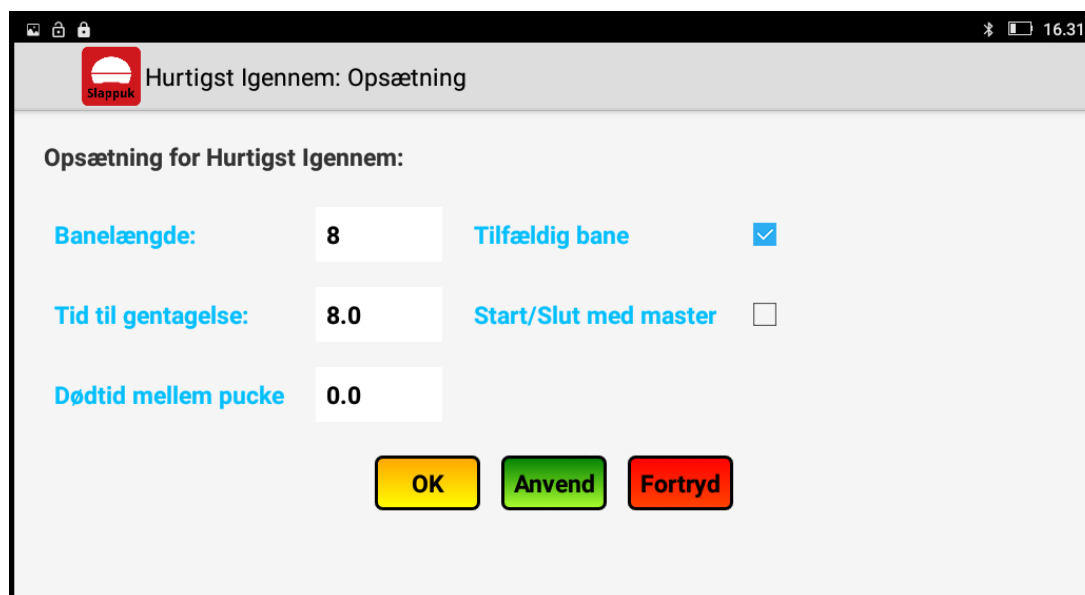 16.31
Slappuk
Hurtigst Igennem: Opsætning
Opsætning for Hurtigst Igennem:
Banelængde: 8 Tilfældig bane
Tid til gentagelse: 8.0 Start/Slut med master
Dødtid mellem pucke 0.0
OK Anvend Fortryd